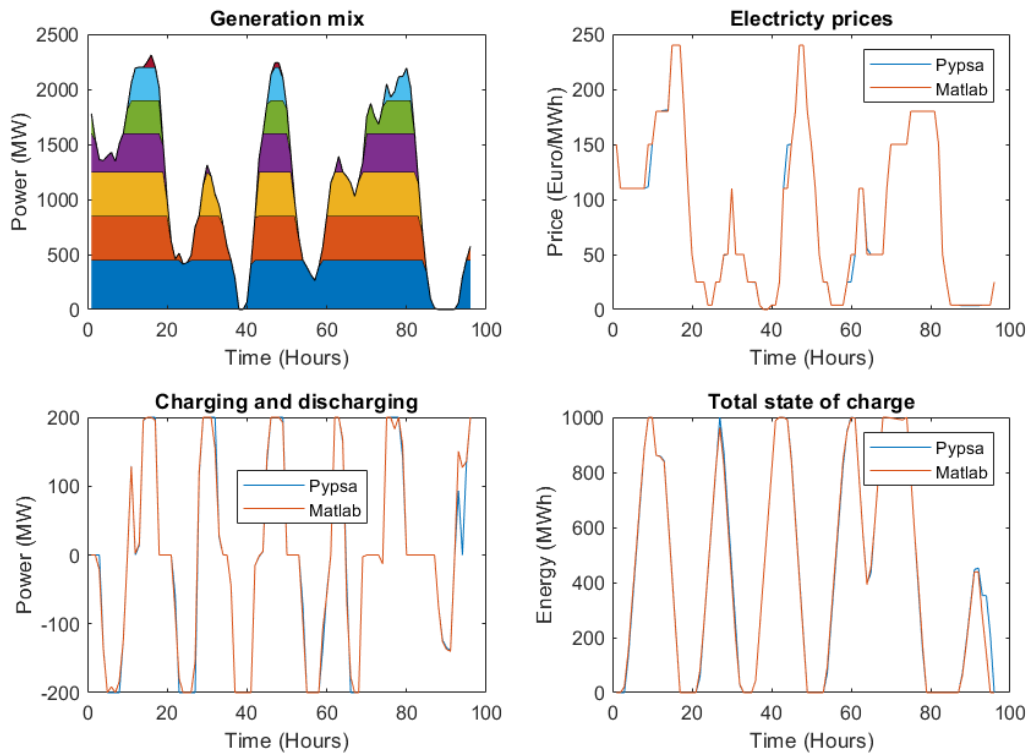 Generation mix
2500
2000
1500
1000
500
0
Power (MW)
0 20 40 60 80 100
Time (Hours)
Electricty prices
250
200
150
100
50
0
Price (Euro/MWh)
Pypsa
Matlab
0 20 40 60 80 100
Time (Hours)
Charging and discharging
200
100
0
-100
-200
Power (MW)
Pypsa
Matlab
0 20 40 60 80 100
Time (Hours)
Total state of charge
1000
800
600
400
200
0
Energy (MWh)
Pypsa
Matlab
0 20 40 60 80 100
Time (Hours)